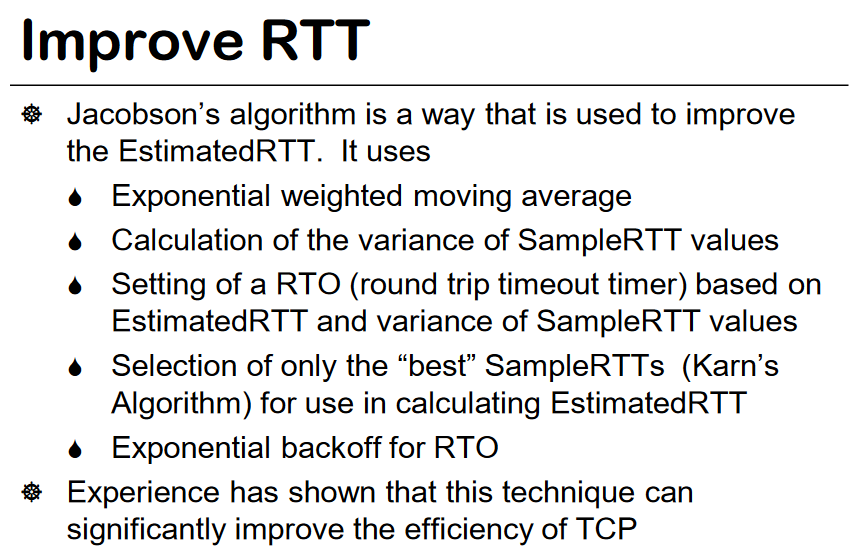 Improve RTT
Jacobson's algorithm is a way that is used to improve
the EstimatedRTT.  It uses
Exponential weighted moving average
Calculation of the variance of SampleRTT values
Setting of a RTO (round trip timeout timer) based on
EstimatedRTT and variance of SampleRTT values
Selection of only the “best” SampleRTTs  (Karn’s
Algorithm) for use in calculating EstimatedRTT
Exponential backoff for RTO
Experience has shown that this technique can
significantly improve the efficiency of TCP